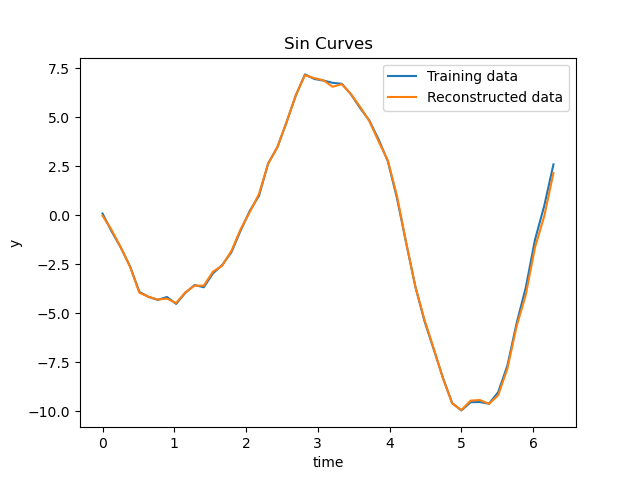 Sin Curves
Training data
Reconstructed data
7.5
5.0
2.5
0.0
−2.5
−5.0
−7.5
−10.0
y
0 1 2 3 4 5 6
time